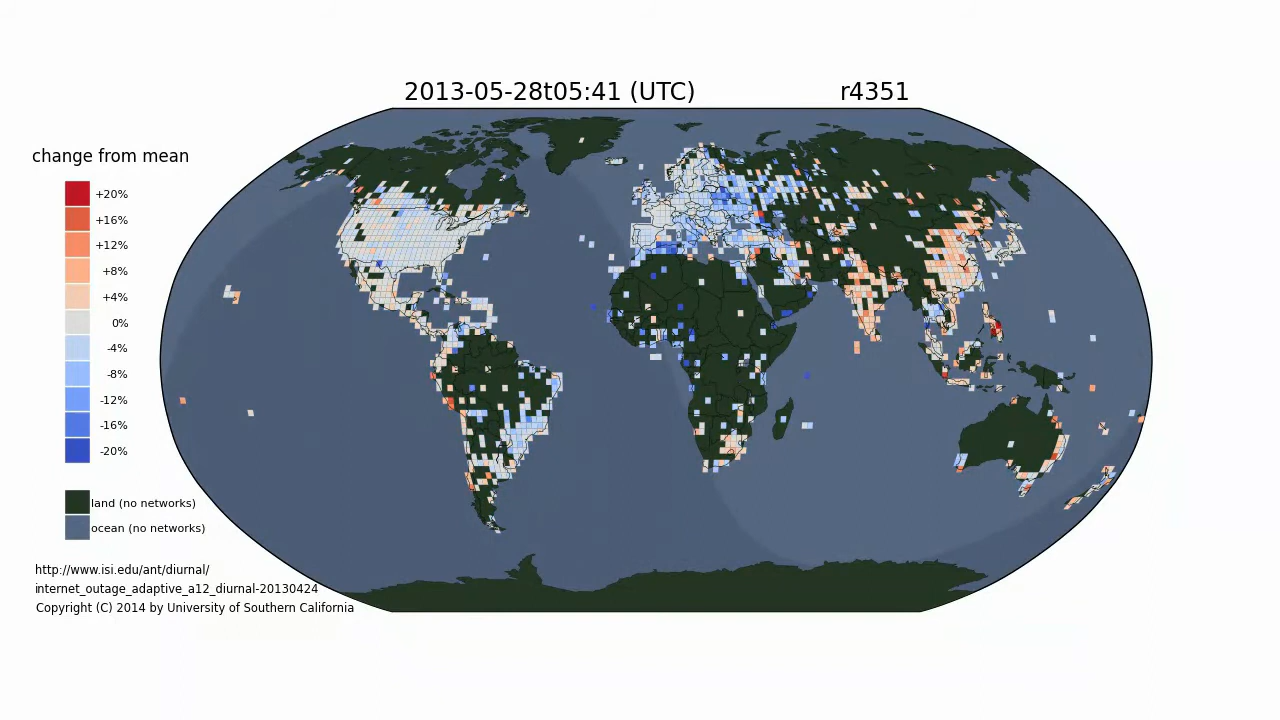 2013-05-28t05:41 (UTC) r4351
change from mean
+20%
+16%
+12%
+8%
+4%
0%
-4%
-8%
-12%
-16%
-20%
land (no networks)
ocean (no networks)
http://www.isi.edu/ant/diurnal/
internet_outage_adaptive_a12_diurnal-20130424
Copyright (C) 2014 by University of Southern California